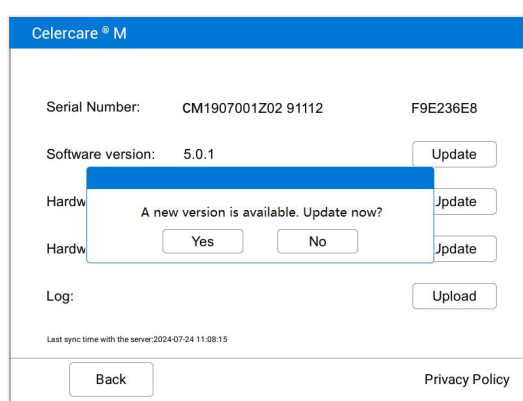 Celercare ® M
Serial Number: CM1907001Z02 91112 F9E236E8
Software version: 5.0.1 Update
Hardw Update
A new version is available. Update now?
Yes No
Hardw Update
Log: Upload
Last sync time with the server:2024-07-24 11:08:15
Back Privacy Policy